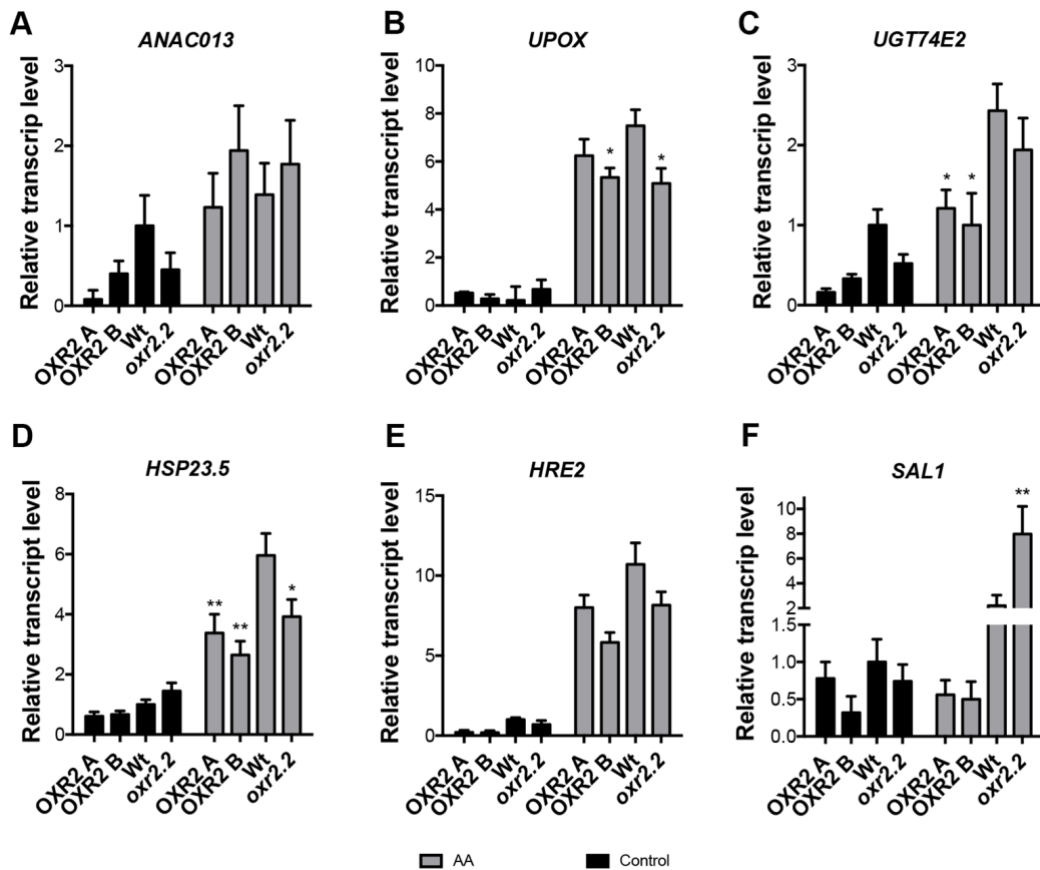 A
ANAC013
Relative transcrip level
3
2
1
0
OXR2 A
OXR2 B
Wt
oxr2.2
OXR2 A
OXR2 B
Wt
oxr2.2
B
UPOX
Relative transcript level
10
8
6
4
2
0
*
*
OXR2 A
OXR2 B
Wt
oxr2.2
OXR2 A
OXR2 B
Wt
oxr2.2
C
UGT74E2
Relative transcrip level
3
2
1
0
*
*
OXR2 A
OXR2 B
Wt
oxr2.2
OXR2 A
OXR2 B
Wt
oxr2.2
D
HSP23.5
Relative transcript level
8
6
4
2
0
**
**
*
OXR2 A
OXR2 B
Wt
oxr2.2
OXR2 A
OXR2 B
Wt
oxr2.2
E
HRE2
Relative transcript level
15
10
5
0
OXR2 A
OXR2 B
Wt
oxr2.2
OXR2 A
OXR2 B
Wt
oxr2.2
F
SAL1
Relative transcrip level
10
8
6
4
2
1.5
1.0
0.5
0.0
**
OXR2 A
OXR2 B
Wt
oxr2.2
OXR2 A
OXR2 B
Wt
oxr2.2
AA
Control